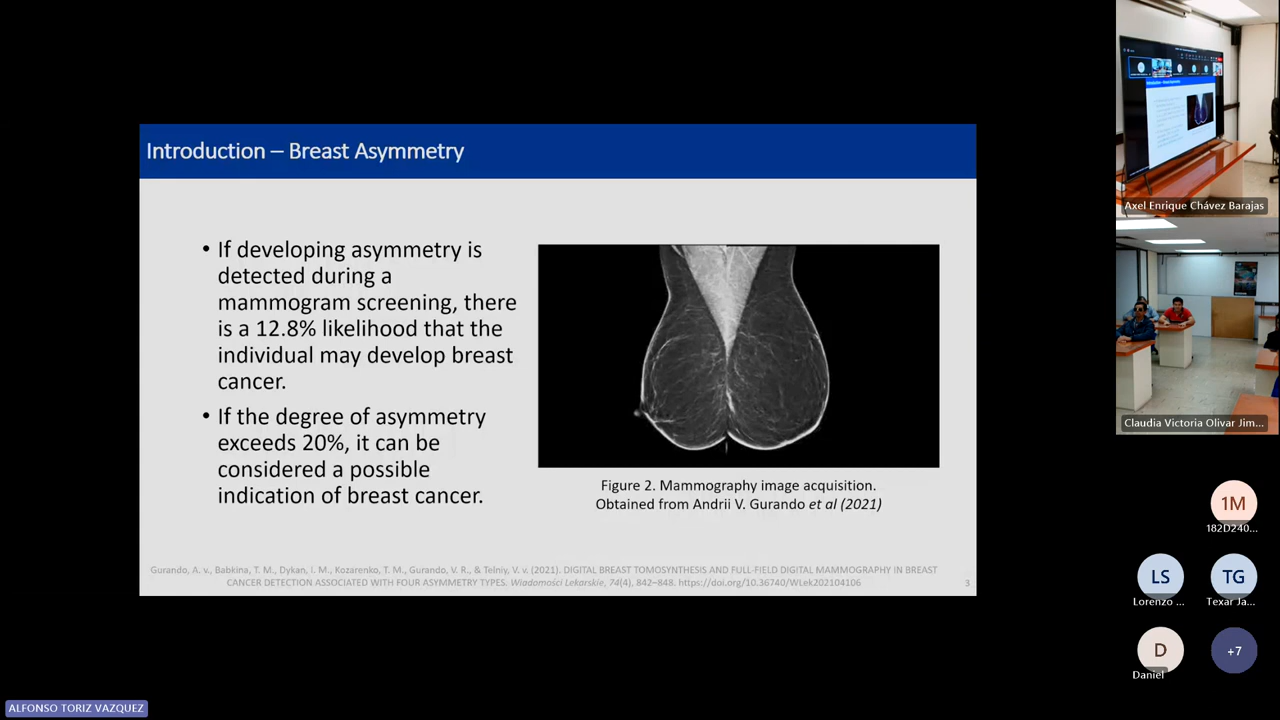 Introduction – Breast Asymmetry
• If developing asymmetry is
detected during a
mammogram screening, there
is a 12.8% likelihood that the
individual may develop breast
cancer.
• If the degree of asymmetry
exceeds 20%, it can be
considered a possible
indication of breast cancer.
Figure 2. Mammography image acquisition.
Obtained from Andrii V. Gurando et al (2021)
Gurando, A. v., Babkina, T. M., Dykan, I. M., Kozarenko, T. M., Gurando, V. R., & Telniy, V. v. (2021). DIGITAL BREAST TOMOSYNTHESIS AND FULL-FIELD DIGITAL MAMMOGRAPHY IN BREAST
CANCER DETECTION ASSOCIATED WITH FOUR ASYMMETRY TYPES. Wiadomości Lekarskie, 74(4), 842–848. https://doi.org/10.36740/WLek202104106
3
Axel Enrique Chávez Barajas
Claudia Victoria Olivar Jim...
1M
182D240...
LS
Lorenzo ...
TG
Texar Ja...
D
Daniel
+7
ALFONSO TORIZ VAZQUEZ